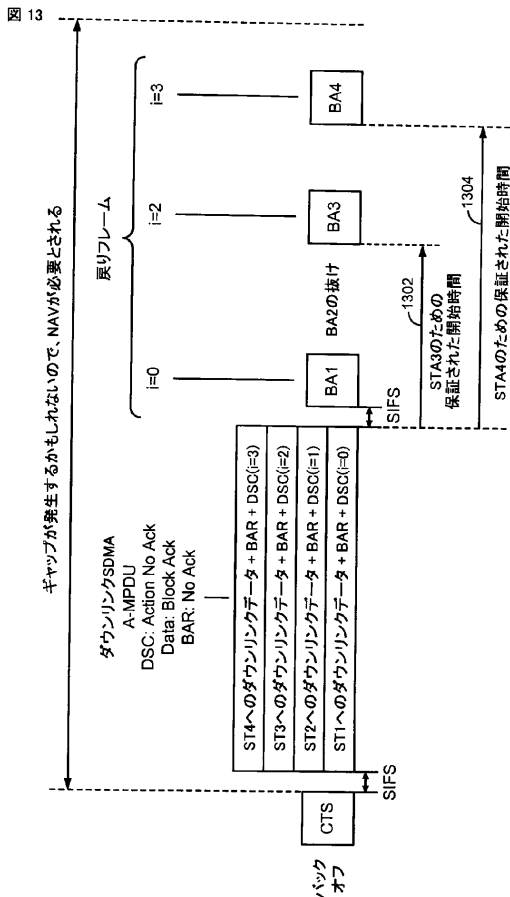 図 13
ギャップが発生するかもしれないので、NAVが必要とされる
ダウンリンクSDMA
A-MPDU
DSC: Action No Ack
Data: Block Ack
BAR: No Ack
戻りフレーム
i=0
i=2
i=3
バック
オフ
CTS
SIFS
ST4へのダウンリンクデータ + BAR + DSC(i=3)
ST3へのダウンリンクデータ + BAR + DSC(i=2)
ST2へのダウンリンクデータ + BAR + DSC(i=1)
ST1へのダウンリンクデータ + BAR + DSC(i=0)
SIFS
BA1
BA2の抜け
BA3
BA4
1302
STA3のための
保証された開始時間
1304
STA4のための保証された開始時間